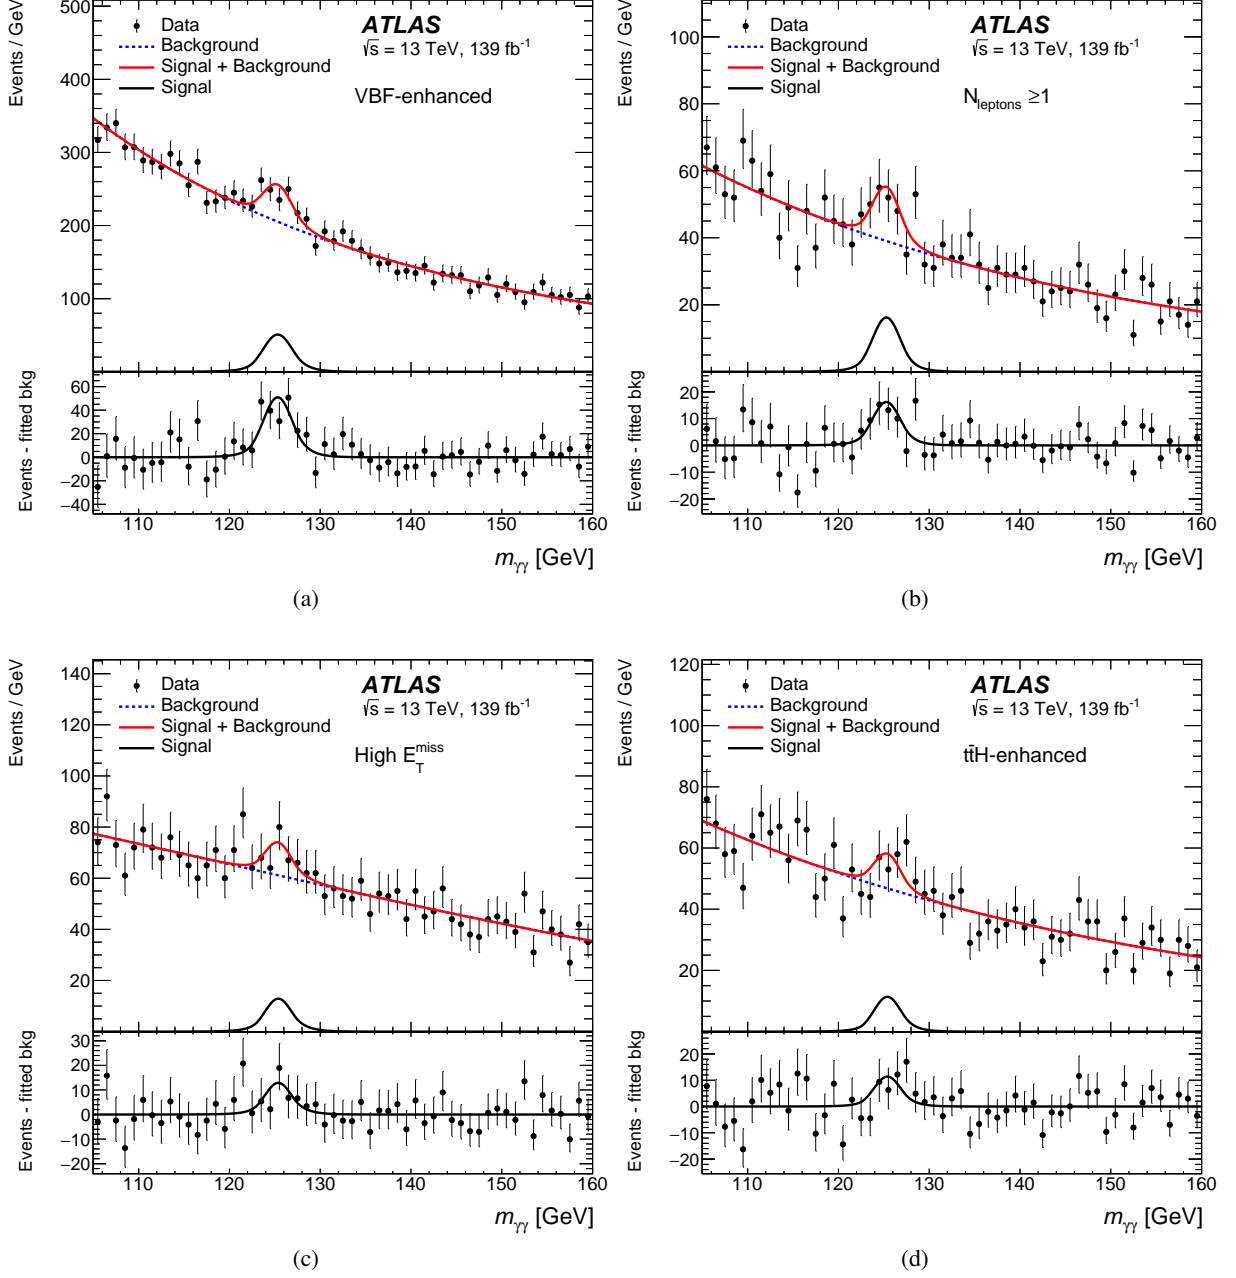 Events / GeV
500
400
300
200
100
Data
Background
Signal + Background
Signal
ATLAS
√s = 13 TeV, 139 fb-1
VBF-enhanced
Events - fitted bkg
60
40
20
0
−20
−40
110 120 130 140 150 160
mγγ [GeV]
(a)
Events / GeV
100
80
60
40
20
Data
Background
Signal + Background
Signal
ATLAS
√s = 13 TeV, 139 fb-1
Nleptons ≥1
Events - fitted bkg
20
10
0
−10
−20
110 120 130 140 150 160
mγγ [GeV]
(b)
Events / GeV
140
120
100
80
60
40
20
Data
Background
Signal + Background
Signal
ATLAS
√s = 13 TeV, 139 fb-1
High ETmiss
Events - fitted bkg
30
20
10
0
−10
−20
110 120 130 140 150 160
mγγ [GeV]
(c)
Events / GeV
120
100
80
60
40
20
Data
Background
Signal + Background
Signal
ATLAS
√s = 13 TeV, 139 fb-1
tt̄H-enhanced
Events - fitted bkg
20
10
0
−10
−20
110 120 130 140 150 160
mγγ [GeV]
(d)